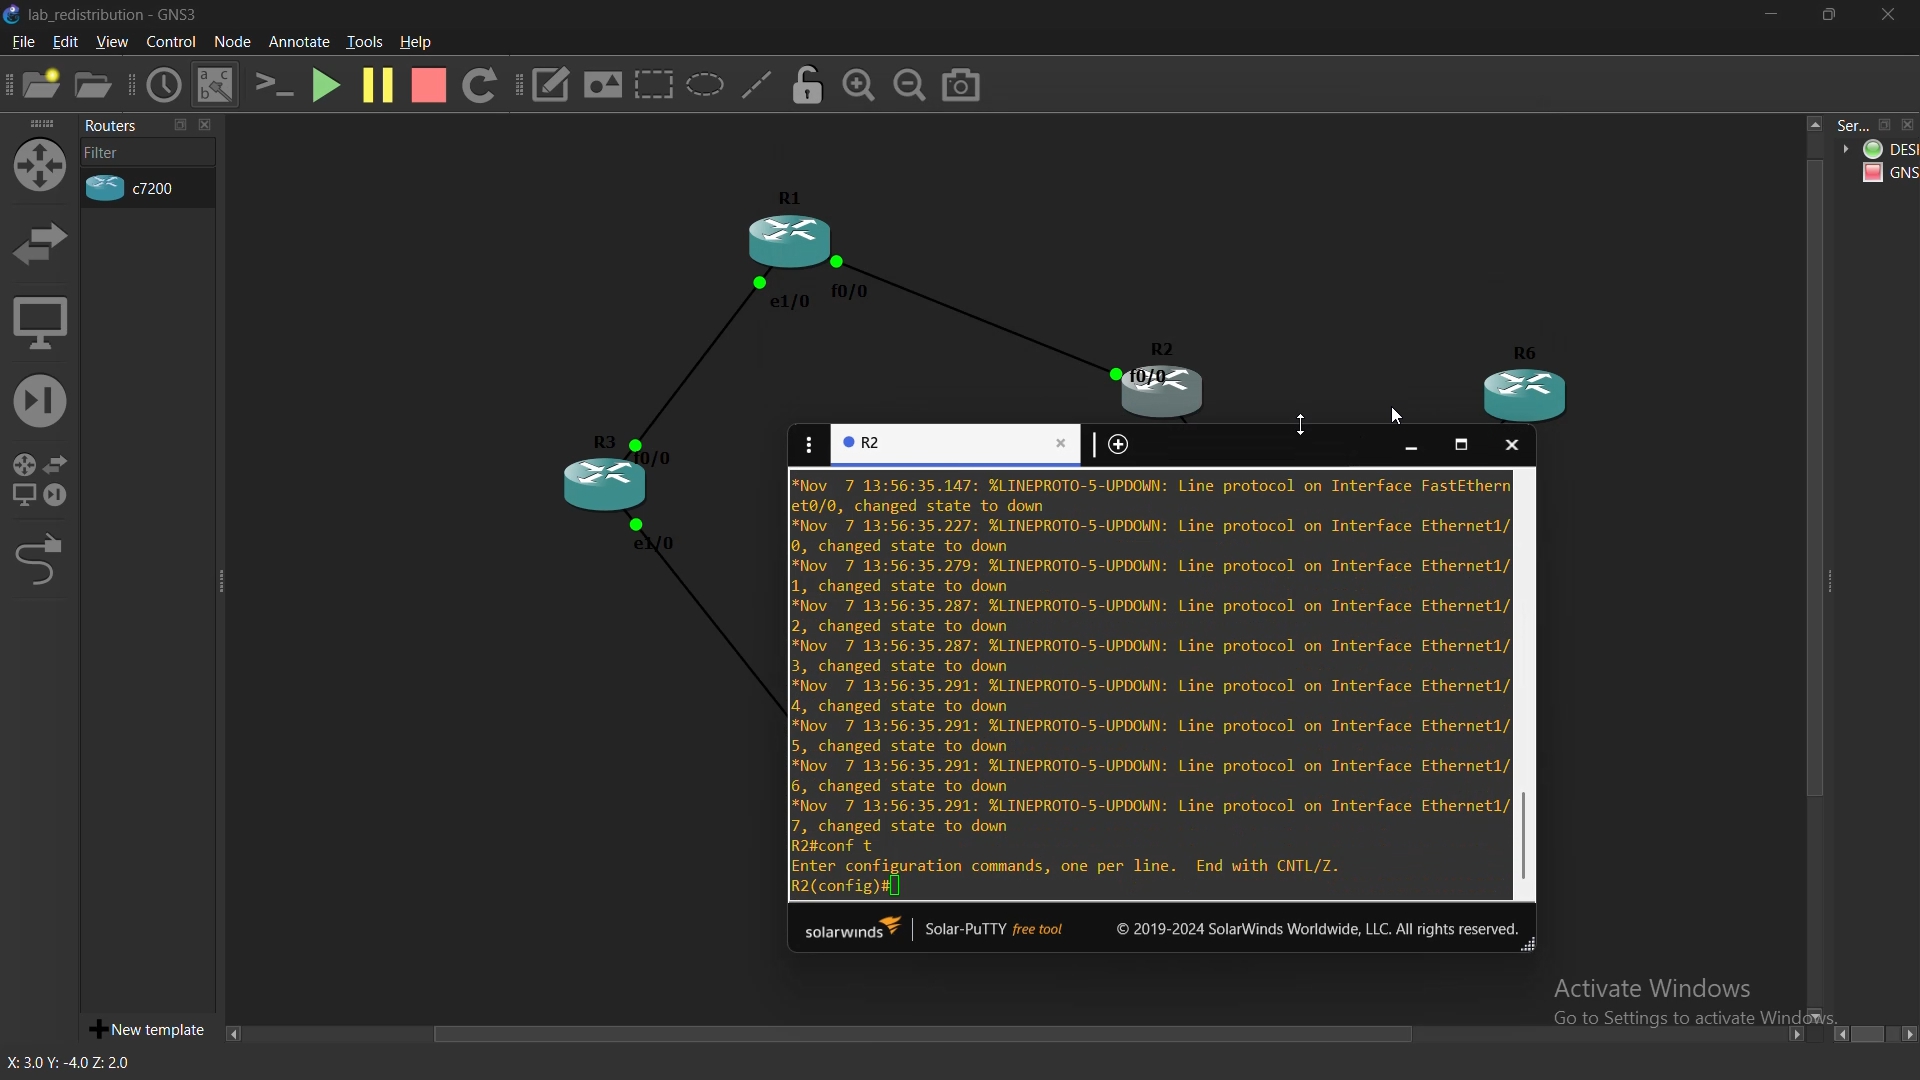 lab_redistribution - GNS3
File Edit View Control Node Annotate Tools Help
Routers
Filter
c7200
New template
R1
e1/0
f0/0
R2
f0/0
R6
R3
f0/0
e1/0
Ser...
DES
GNS
R2
*Nov  7 13:56:35.147: %LINEPROTO-5-UPDOWN: Line protocol on Interface FastEthern
et0/0, changed state to down
*Nov  7 13:56:35.227: %LINEPROTO-5-UPDOWN: Line protocol on Interface Ethernet1/
0, changed state to down
*Nov  7 13:56:35.279: %LINEPROTO-5-UPDOWN: Line protocol on Interface Ethernet1/
1, changed state to down
*Nov  7 13:56:35.287: %LINEPROTO-5-UPDOWN: Line protocol on Interface Ethernet1/
2, changed state to down
*Nov  7 13:56:35.287: %LINEPROTO-5-UPDOWN: Line protocol on Interface Ethernet1/
3, changed state to down
*Nov  7 13:56:35.291: %LINEPROTO-5-UPDOWN: Line protocol on Interface Ethernet1/
4, changed state to down
*Nov  7 13:56:35.291: %LINEPROTO-5-UPDOWN: Line protocol on Interface Ethernet1/
5, changed state to down
*Nov  7 13:56:35.291: %LINEPROTO-5-UPDOWN: Line protocol on Interface Ethernet1/
6, changed state to down
*Nov  7 13:56:35.291: %LINEPROTO-5-UPDOWN: Line protocol on Interface Ethernet1/
7, changed state to down
R2#conf t
Enter configuration commands, one per line.  End with CNTL/Z.
R2(config)#
solarwinds Solar-PuTTY free tool © 2019-2024 SolarWinds Worldwide, LLC. All rights reserved.
Activate Windows
Go to Settings to activate Windows.
X: 3.0 Y: -4.0 Z: 2.0